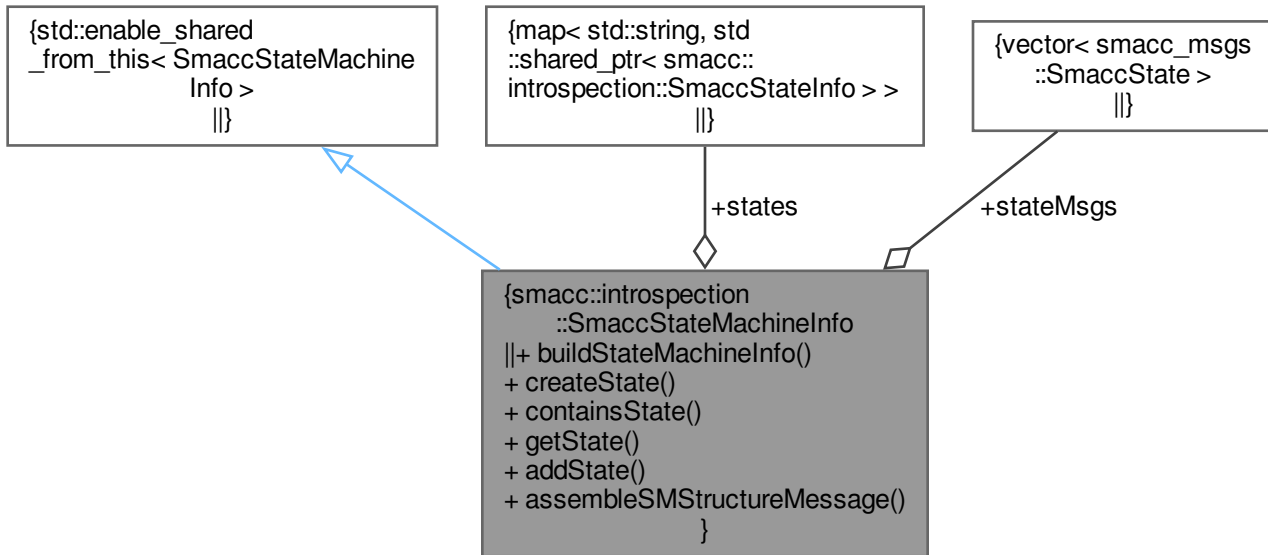 {std::enable_shared
_from_this< SmaccStateMachine
Info >
||}
{map< std::string, std
::shared_ptr< smacc::
introspection::SmaccStateInfo > >
||}
{vector< smacc_msgs
::SmaccState >
||}
+states
+stateMsgs
{smacc::introspection
::SmaccStateMachineInfo
||+ buildStateMachineInfo()
+ createState()
+ containsState()
+ getState()
+ addState()
+ assembleSMStructureMessage()
}